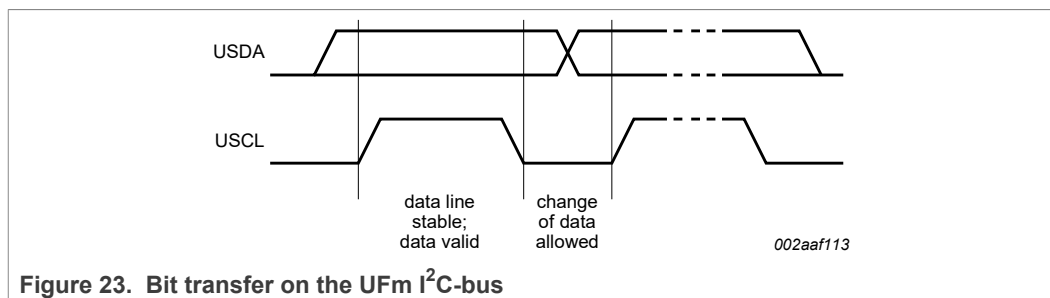 USDA
USCL
data line
stable;
data valid
change
of data
allowed
002aaf113
Figure 23. Bit transfer on the UFm I²C-bus